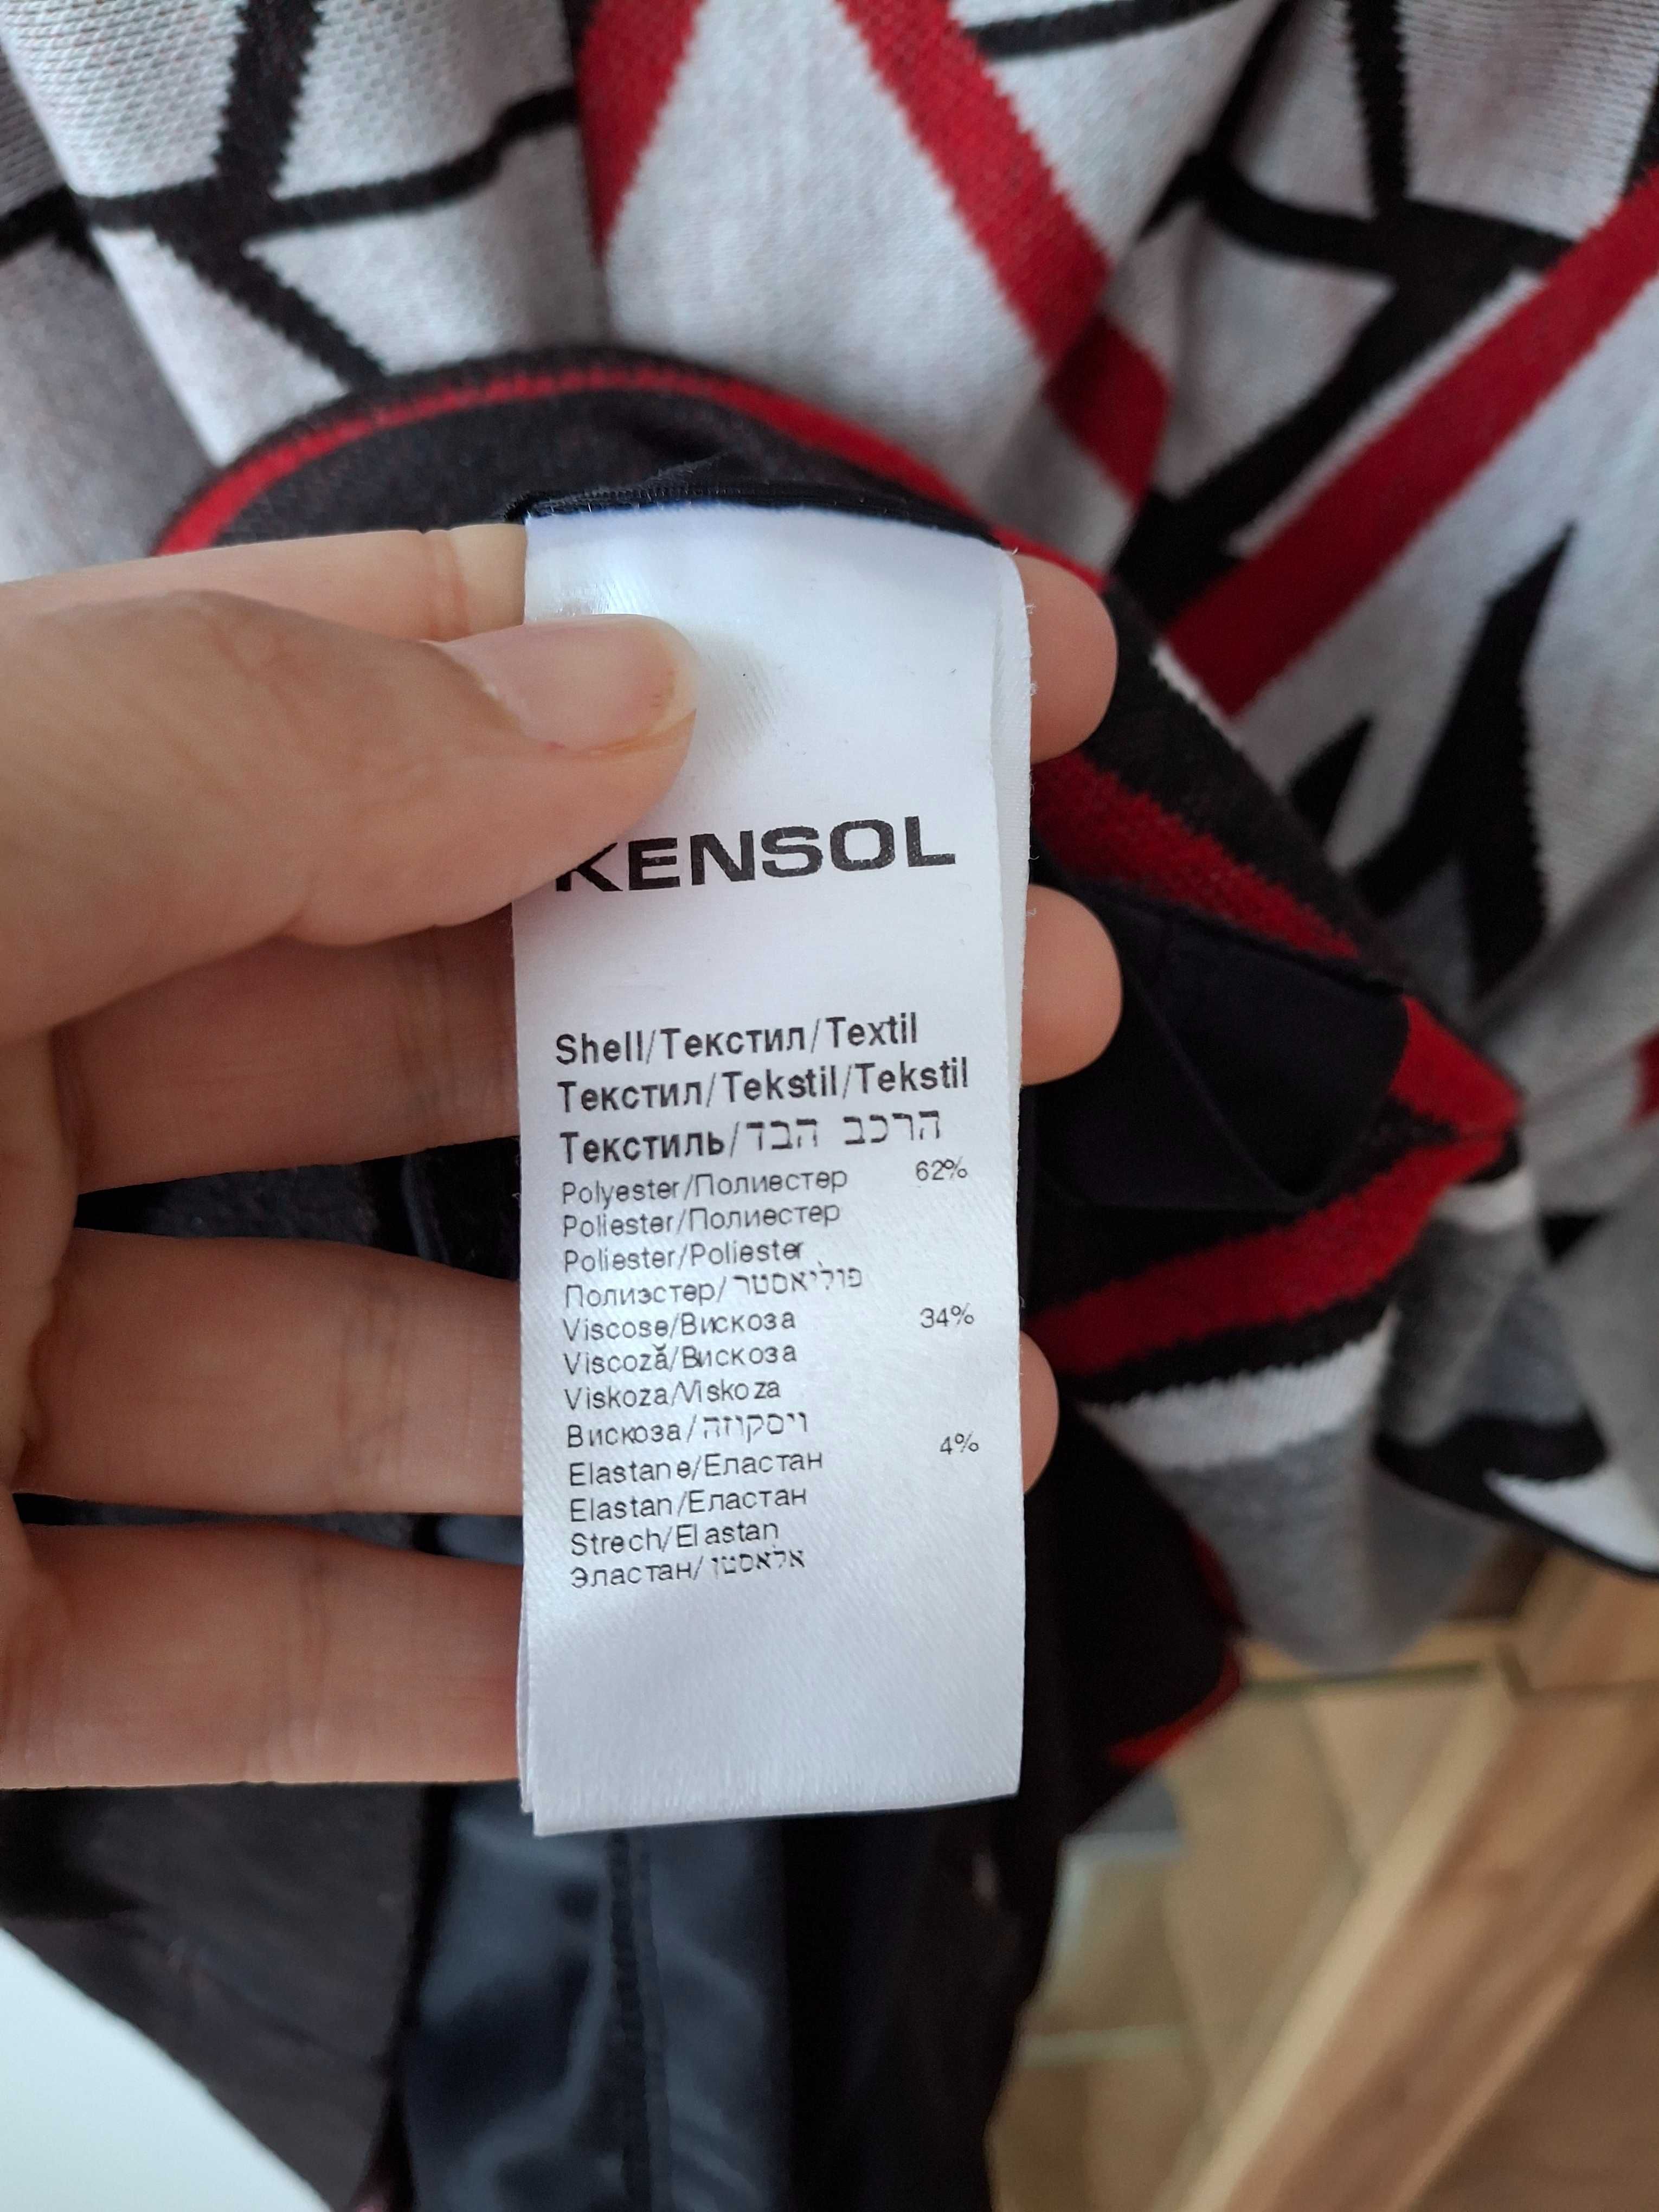 KENSOL
Shell/Текстил/Textil
Текстил/Tekstil/Tekstil
Текстиль/הרכב הבד
Polyester/Полиестер 62%
Poliester/Полиестер
Poliester/Poliester
Полиэстер/פוליאסטר
Viscose/Вискоза 34%
Viscoză/Вискоза
Viskoza/Viskoza
Вискоза/ויסקוזה
Elastane/Еластан 4%
Elastan/Еластан
Strech/Elastan
Эластан/אלאסטן